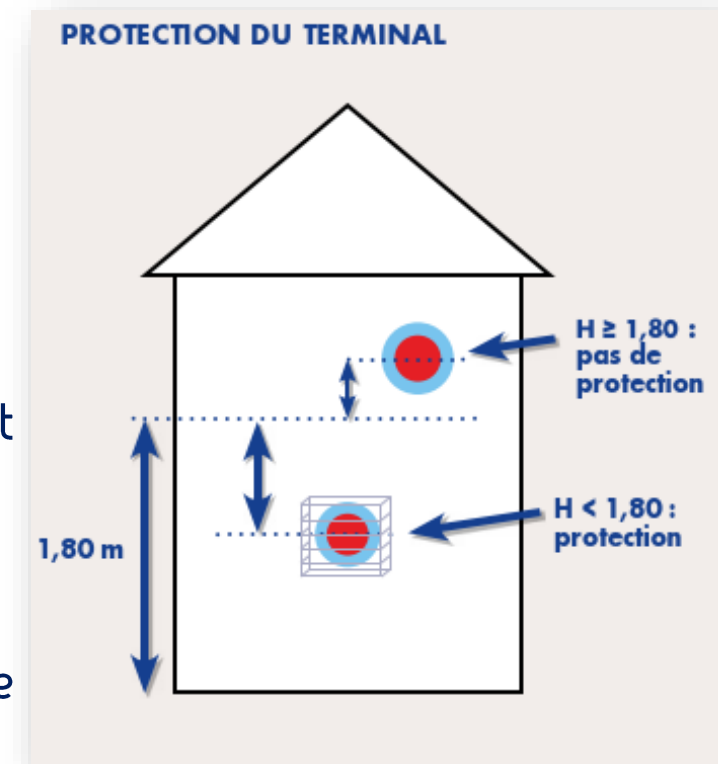 PROTECTION DU TERMINAL
H ≥ 1,80 :
pas de
protection
t
1,80 m
H < 1,80 :
protection
e